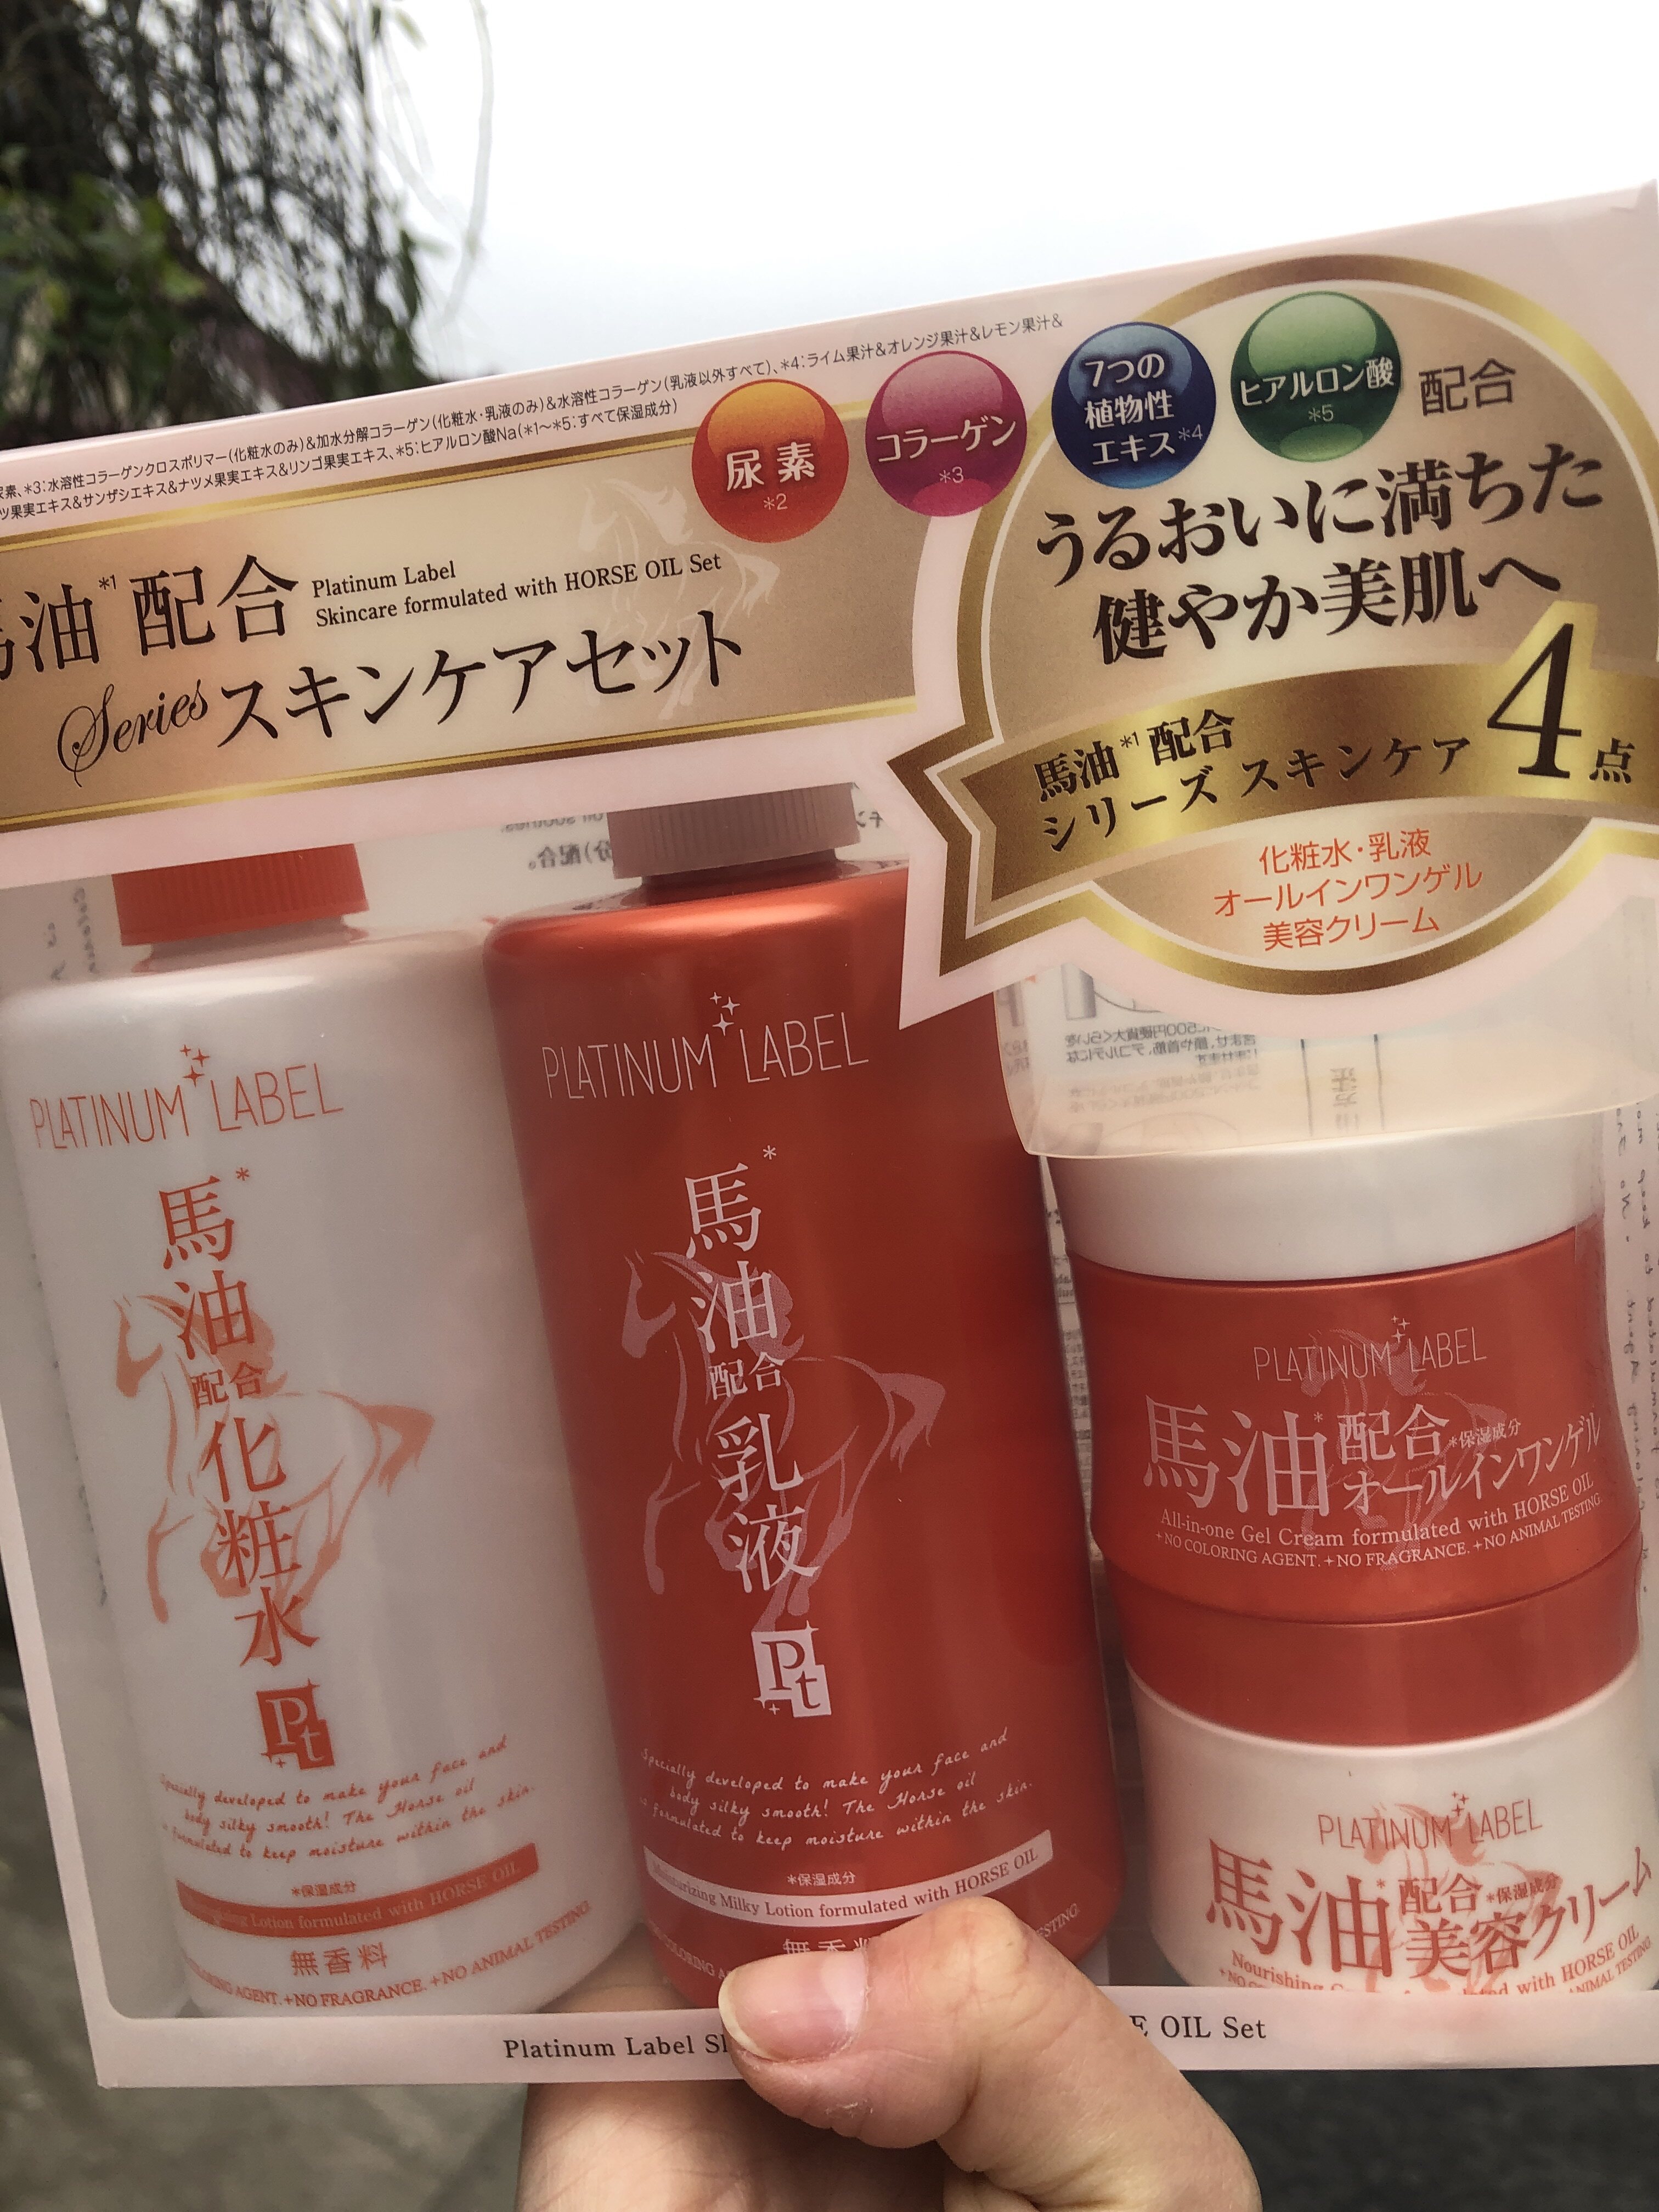 尿素、*3:水溶性コラーゲンクロスポリマー(化粧水のみ)&加水分解コラーゲン(化粧水・乳液のみ)&水溶性コラーゲン(乳液以外すべて)、*4:ライム果汁&オレンジ果汁&レモン果汁&
ツ果実エキス&サンザシエキス&ナツメ果実エキス&リンゴ果実エキス、*5:ヒアルロン酸Na(*1〜*5:すべて保湿成分)
尿素
*2
コラーゲン
*3
7つの
植物性
エキス*4
ヒアルロン酸
*5
配合
馬油*1配合
Platinum Label
Skincare formulated with HORSE OIL Set
Series スキンケアセット
うるおいに満ちた
健やか美肌へ
馬油*1配合
シリーズ スキンケア 4点
化粧水・乳液
オールインワンゲル
美容クリーム
PLATINUM LABEL
馬油*配合化粧水
Pt
Specially developed to make your face and
body silky smooth! The Horse oil
is formulated to keep moisture within the skin.
*保湿成分
Lotion formulated with HORSE OIL
無香料
AGENT.+NO FRAGRANCE.+NO ANIMAL TESTING.
PLATINUM LABEL
馬油*配合乳液
Pt
Specially developed to make your face and
body silky smooth! The Horse oil
is formulated to keep moisture within the skin.
*保湿成分
Moisturizing Milky Lotion formulated with HORSE OIL
無香料
TESTING.
PLATINUM LABEL
馬油*配合*保湿成分
オールインワンゲル
All-in-one Gel Cream formulated with HORSE OIL
+NO COLORING AGENT.+NO FRAGRANCE.+NO ANIMAL TESTING.
PLATINUM LABEL
馬油*配合*保湿成分
美容クリーム
Nourishing with HORSE OIL
ANIMAL TESTING.
Platinum Label OIL Set